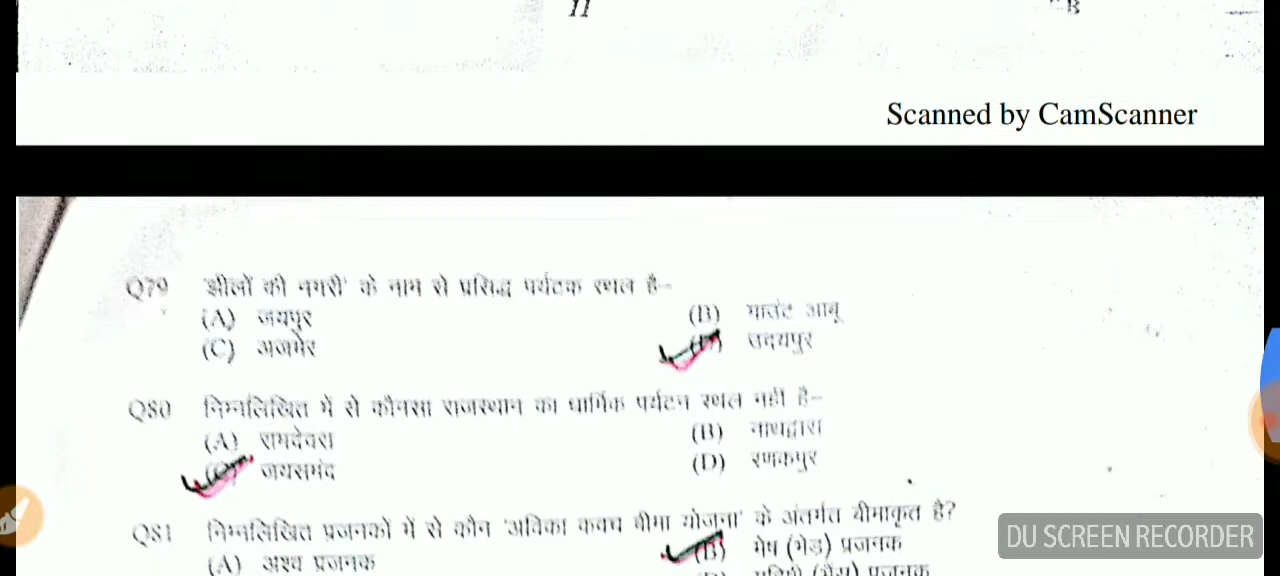 11
B
Scanned by CamScanner
Q79 'झीलों की नगरी' के नाम से प्रसिद्ध पर्यटक स्थल है-
(A) जयपुर (B) माउंट आबू
(C) अजमेर (D) उदयपुर
Q80 निम्नलिखित में से कौनसा राजस्थान का धार्मिक पर्यटन स्थल नहीं है-
(A) रामदेवरा (B) नाथद्वारा
(C) जयसमंद (D) रणकपुर
Q81 निम्नलिखित प्रजनकों में से कौन 'अविका कवच बीमा योजना' के अंतर्गत बीमाकृत है?
(A) अश्व प्रजनक (B) मेष (भेड) प्रजनक
(भैंस) प्रजनक
DU SCREEN RECORDER